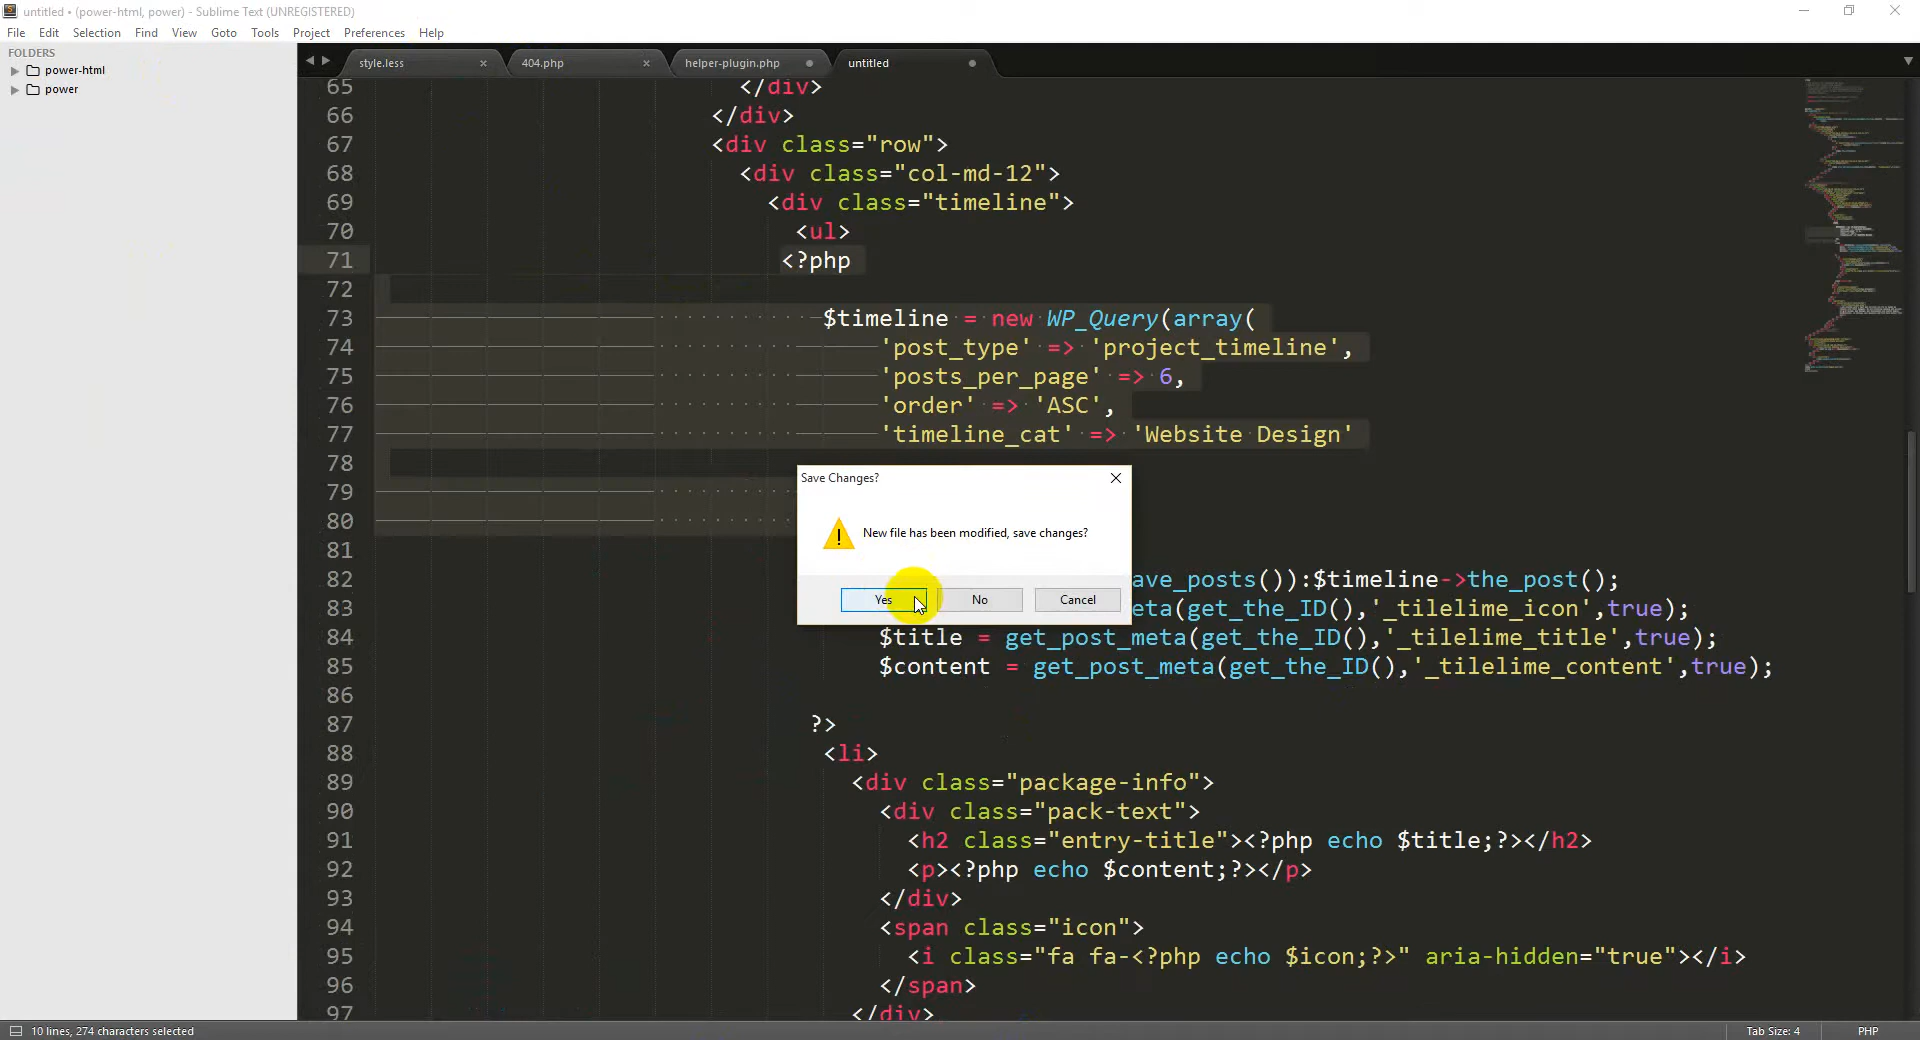 untitled • (power-html, power) - Sublime Text (UNREGISTERED)
File Edit Selection Find View Goto Tools Project Preferences Help
FOLDERS
power-html
power
style.less
404.php
helper-plugin.php
untitled
65 </div>
66 </div>
67 <div class="row">
68 <div class="col-md-12">
69 <div class="timeline">
70 <ul>
71 <?php
72
73 $timeline = new WP_Query(array(
74 'post_type' => 'project_timeline',
75 'posts_per_page' => 6,
76 'order' => 'ASC',
77 'timeline_cat' => 'Website Design'
78
79
80
81
82 ave_posts()):$timeline->the_post();
83 eta(get_the_ID(),'_tilelime_icon',true);
84 $title = get_post_meta(get_the_ID(),'_tilelime_title',true);
85 $content = get_post_meta(get_the_ID(),'_tilelime_content',true);
86
87 ?>
88 <li>
89 <div class="package-info">
90 <div class="pack-text">
91 <h2 class="entry-title"><?php echo $title;?></h2>
92 <p><?php echo $content;?></p>
93 </div>
94 <span class="icon">
95 <i class="fa fa-<?php echo $icon;?>" aria-hidden="true"></i>
96 </span>
97 </div>
Save Changes?
New file has been modified, save changes?
Yes No Cancel
10 lines, 274 characters selected
Tab Size: 4 PHP